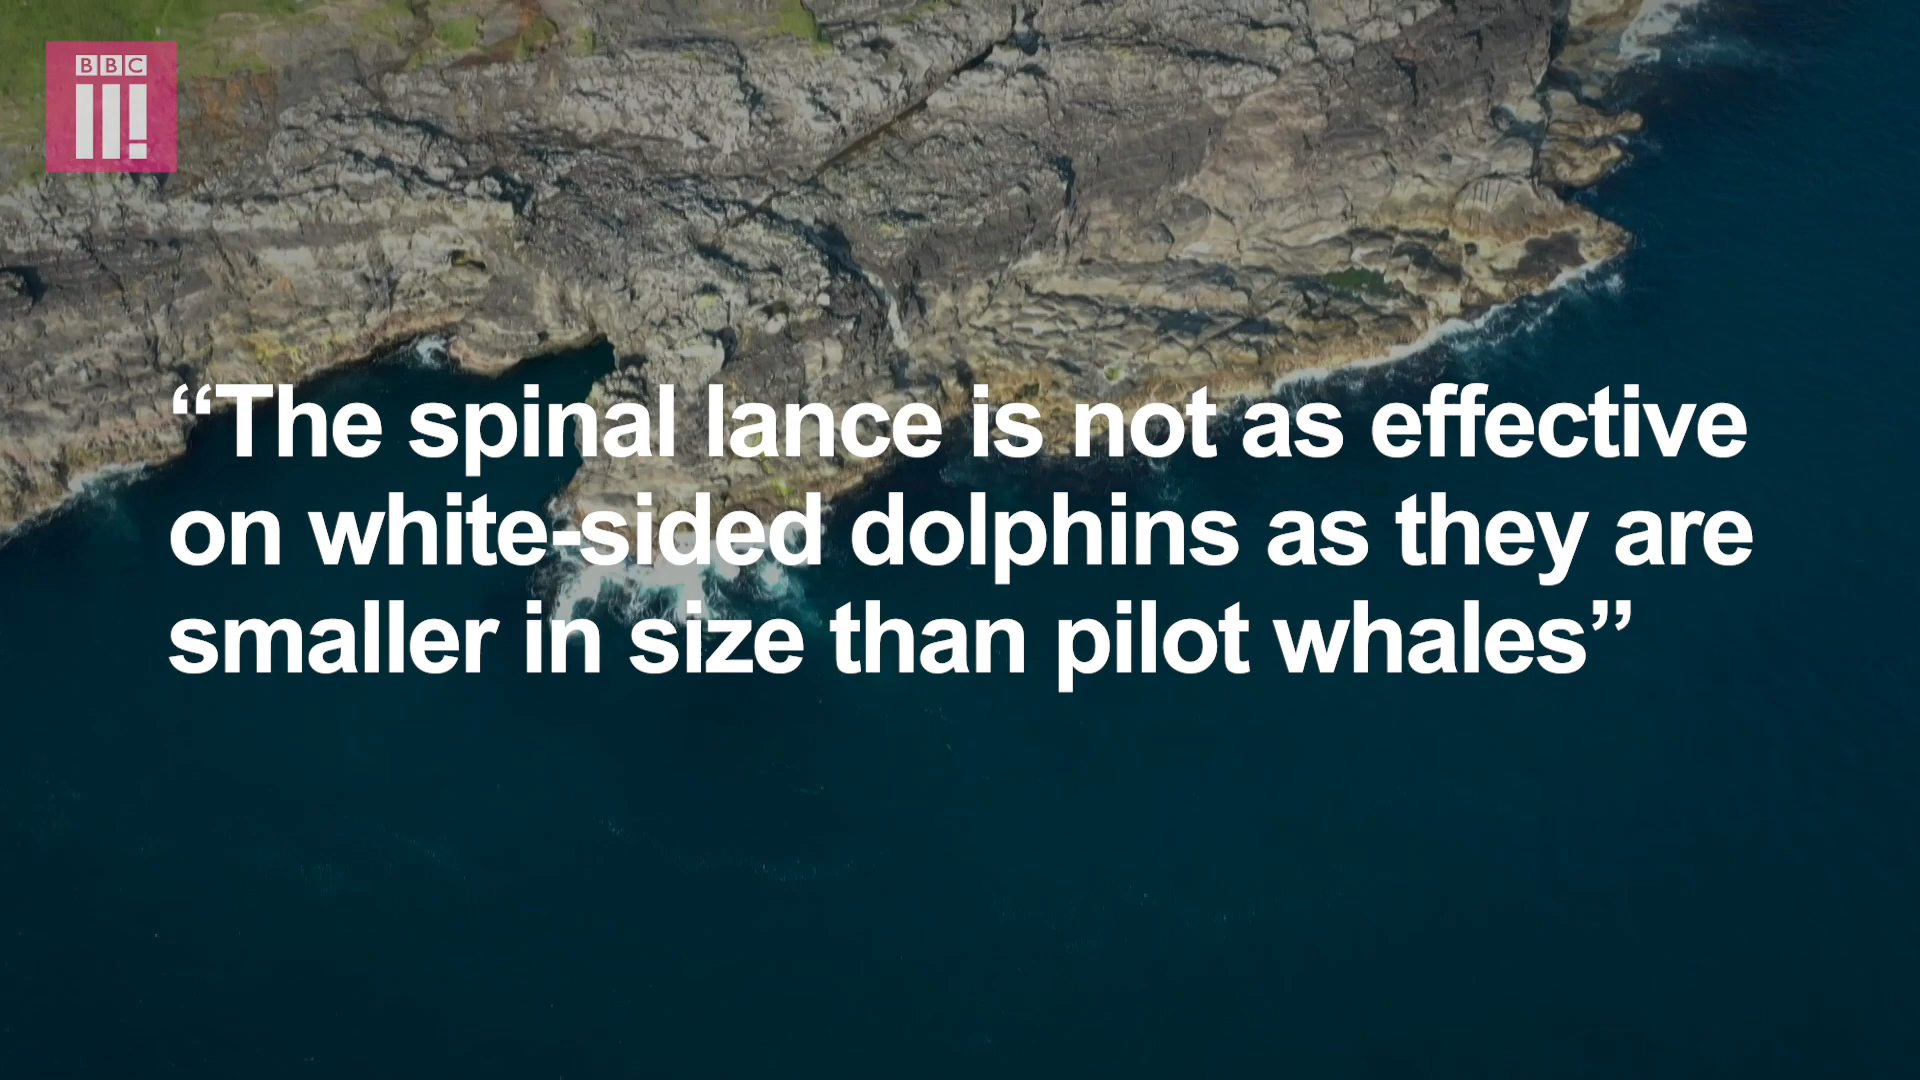 BBC
“The spinal lance is not as effective
on white-sided dolphins as they are
smaller in size than pilot whales”